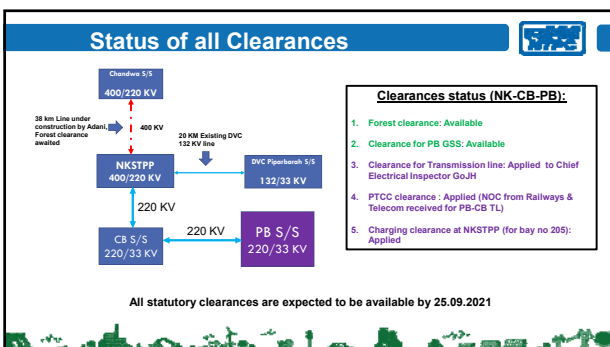 Status of all Clearances
NTPC
Chandwa S/S
400/220 KV
38 km Line under
construction by Adani,
Forest clearance
awaited
400 KV
20 KM Existing DVC
132 KV line
NKSTPP
400/220 KV
DVC Piparborah S/S
132/33 KV
220 KV
CB S/S
220/33 KV
220 KV
PB S/S
220/33 KV
Clearances status (NK-CB-PB):
1. Forest clearance: Available
2. Clearance for PB GSS: Available
3. Clearance for Transmission line: Applied to Chief
Electrical Inspector GoJH
4. PTCC clearance : Applied (NOC from Railways &
Telecom received for PB-CB TL)
5. Charging clearance at NKSTPP (for bay no 205):
Applied
All statutory clearances are expected to be available by 25.09.2021